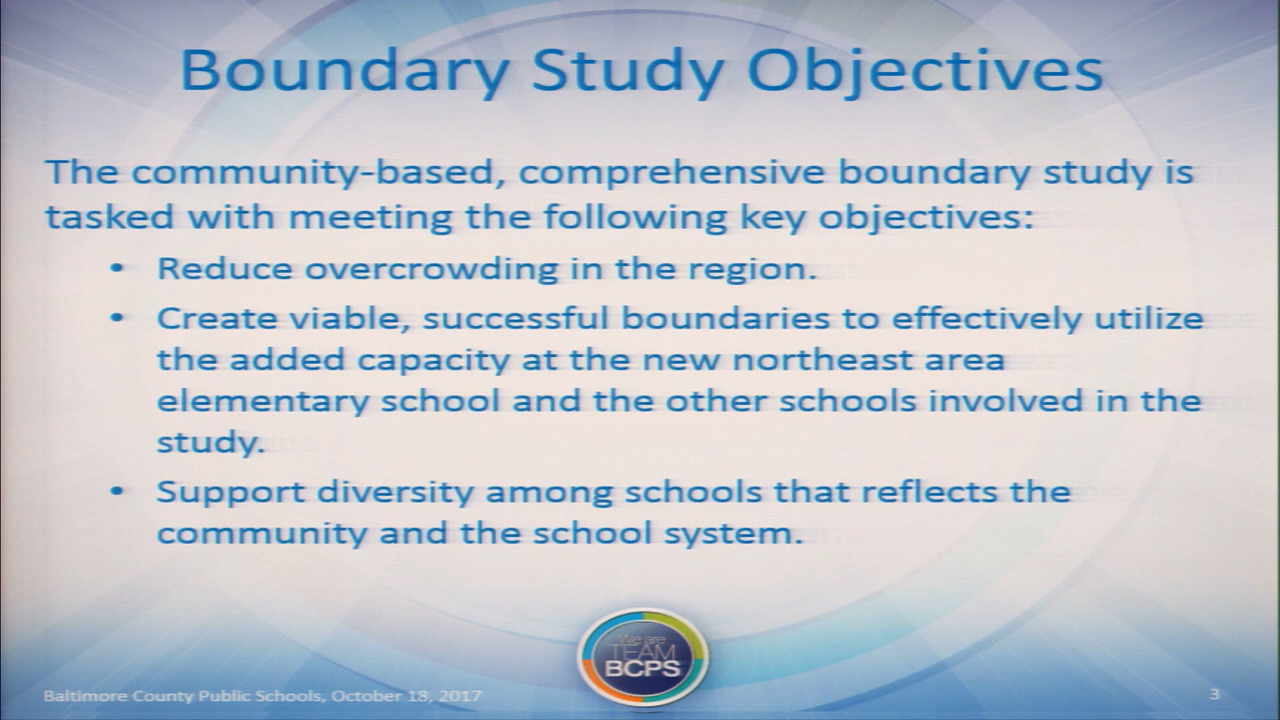 Boundary Study Objectives
The community-based, comprehensive boundary study is
tasked with meeting the following key objectives:
• Reduce overcrowding in the region.
• Create viable, successful boundaries to effectively utilize
the added capacity at the new northeast area
elementary school and the other schools involved in the
study.
• Support diversity among schools that reflects the
community and the school system.
We are
TEAM
BCPS
Baltimore County Public Schools, October 18, 2017
3